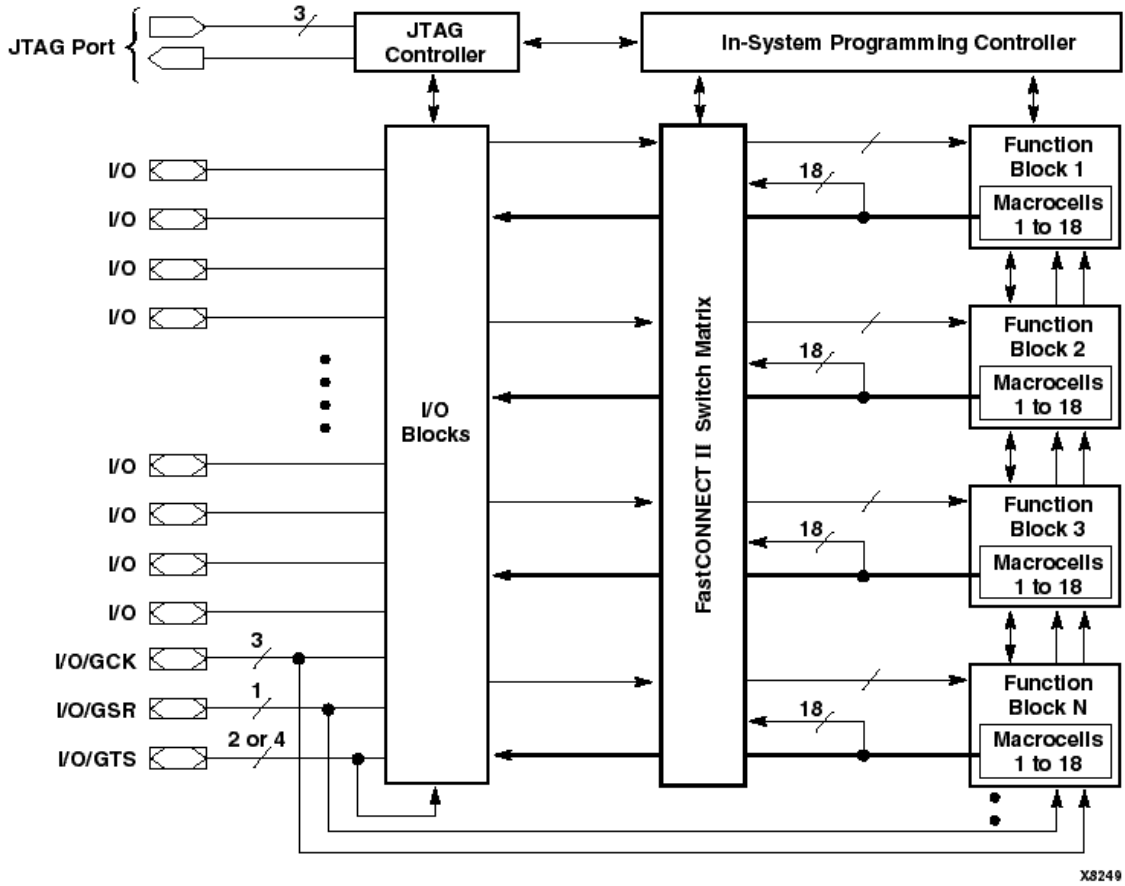 3
JTAG Port
JTAG
Controller
In-System Programming Controller
I/O
I/O
I/O
I/O
I/O
I/O
I/O
I/O
I/O/GCK
3
I/O/GSR
1
I/O/GTS
2 or 4
I/O
Blocks
FastCONNECT II Switch Matrix
18
Function
Block 1
Macrocells
1 to 18
18
Function
Block 2
Macrocells
1 to 18
18
Function
Block 3
Macrocells
1 to 18
18
Function
Block N
Macrocells
1 to 18
X8249